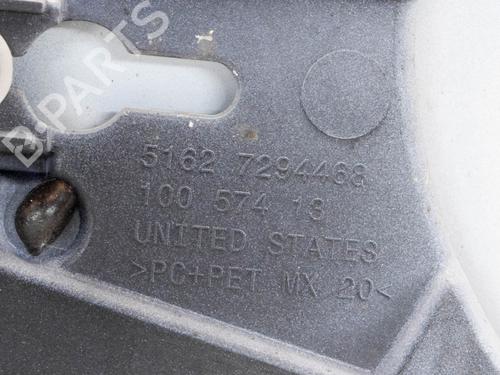 B-PARTS
5162 7294468
100 574 13
UNITED STATES
>PC+PET MX 20<